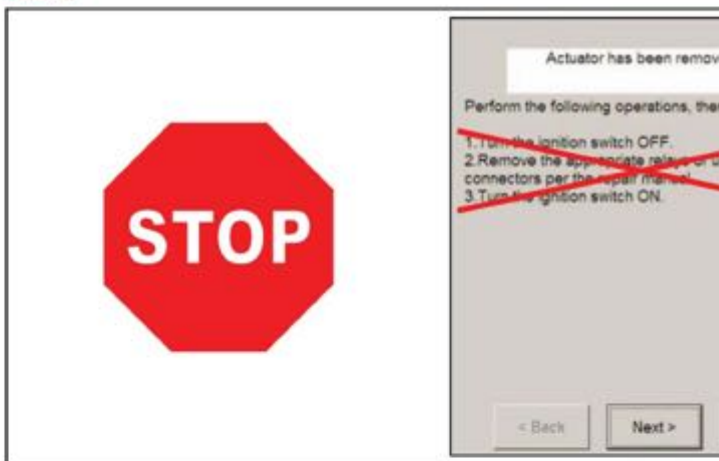 STOP
Actuator has been remov
Perform the following operations, the
1.Turn the ignition switch OFF.
2.Remove the appropriate relays or
connectors per the repair manual.
3.Turn the ignition switch ON.
< Back
Next >